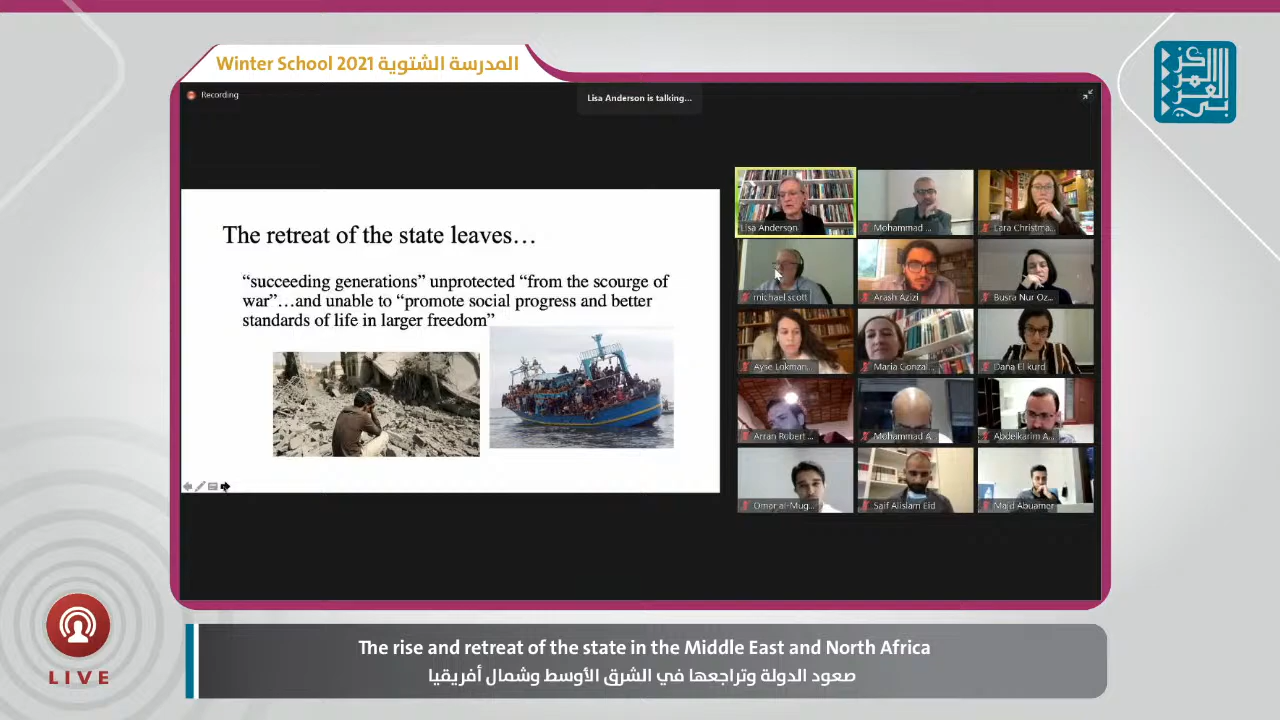 Winter School 2021 المدرسة الشتوية
المركز العربي
Recording
Lisa Anderson is talking...
The retreat of the state leaves…
“succeeding generations” unprotected “from the scourge of
war”…and unable to “promote social progress and better
standards of life in larger freedom”
Lisa Anderson
Mohammad ...
Lara Christma...
michael.scott
Arash Azizi
Busra Nur Oz...
Ayse Lokman...
Maria Gonzal...
Dana El kurd
Arran Robert ...
Mohammad A...
Abdelkarim A...
Omar al-Mug...
Saif Alislam Eid
Majd Abuamer
LIVE
The rise and retreat of the state in the Middle East and North Africa
صعود الدولة وتراجعها في الشرق الأوسط وشمال أفريقيا